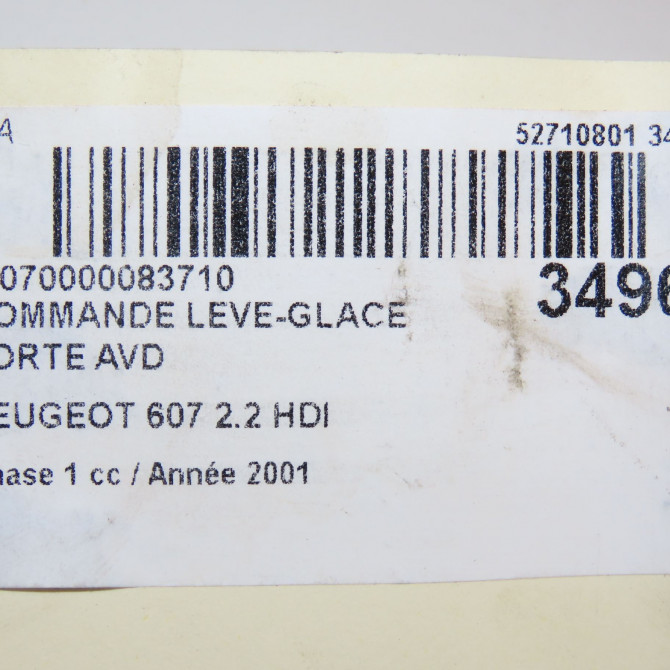 A 52710801 34
070000083710 3496
OMMANDE LEVE-GLACE
ORTE AVD
EUGEOT 607 2.2 HDI
hase 1 cc / Année 2001